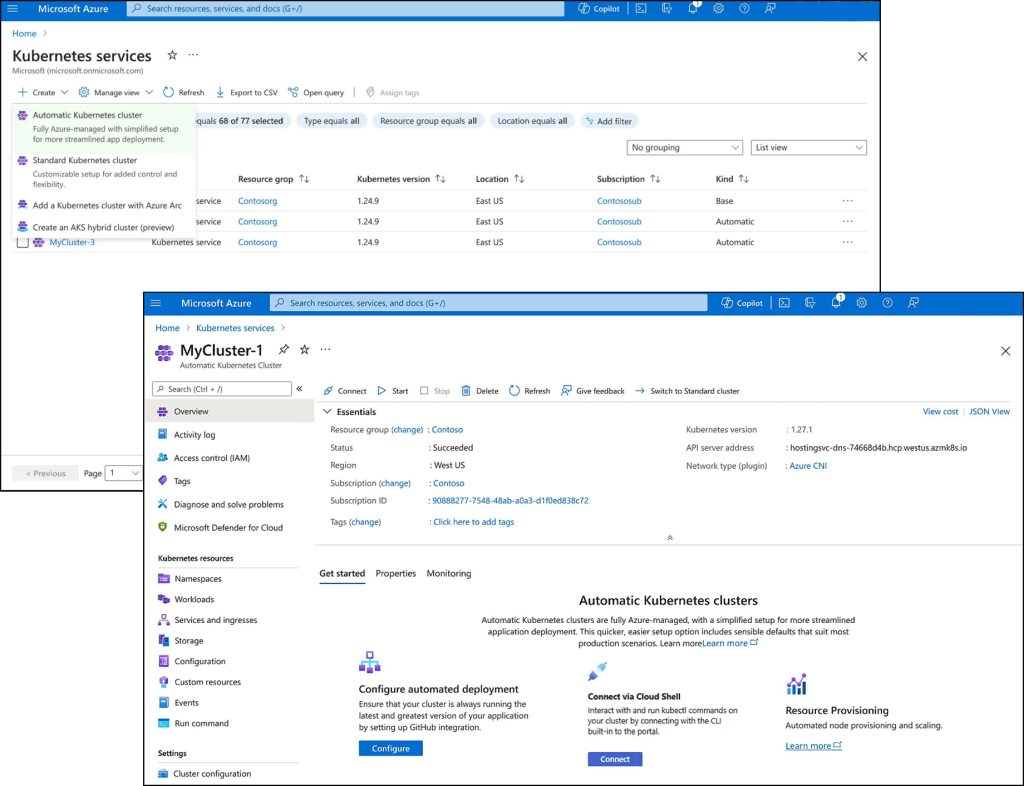 Microsoft Azure
Search resources, services, and docs (G+/)
Copilot
1
Home >
Kubernetes services
Microsoft (microsoft.onmicrosoft.com)
Create
Manage view
Refresh
Export to CSV
Open query
Assign tags
Automatic Kubernetes cluster
Fully Azure-managed with simplified setup
for more streamlined app deployment.
Standard Kubernetes cluster
Customizable setup for added control and
flexibility.
Add a Kubernetes cluster with Azure Arc
Create an AKS hybrid cluster (preview)
equals 68 of 77 selected
Type equals all
Resource group equals all
Location equals all
Add filter
No grouping
List view
Resource grop
Kubernetes version
Location
Subscription
Kind
service Contosorg 1.24.9 East US Contososub Base
service Contosorg 1.24.9 East US Contososub Automatic
MyCluster-3 Kubernetes service Contosorg 1.24.9 East US Contososub Automatic
< Previous
Page 1
Microsoft Azure
Search resources, services, and docs (G+/)
Copilot
1
Home > Kubernetes services >
MyCluster-1
Automatic Kubernetes Cluster
Search (Ctrl + /)
«
Overview
Activity log
Access control (IAM)
Tags
Diagnose and solve problems
Microsoft Defender for Cloud
Kubernetes resources
Namespaces
Workloads
Services and ingresses
Storage
Configuration
Custom resources
Events
Run command
Settings
Cluster configuration
Connect
Start
Stop
Delete
Refresh
Give feedback
Switch to Standard cluster
Essentials
View cost | JSON View
Resource group (change) : Contoso
Status : Succeeded
Region : West US
Subscription (change) : Contoso
Subscription ID : 90888277-7548-48ab-a0a3-d1f0ed838c72
Tags (change) : Click here to add tags
Kubernetes version : 1.27.1
API server address : hostingsvc-dns-74668d4b.hcp.westus.azmk8s.io
Network type (plugin) : Azure CNI
Get started
Properties
Monitoring
Automatic Kubernetes clusters
Automatic Kubernetes clusters are fully Azure-managed, with a simplified setup for more streamlined
application deployment. This quicker, easier setup option includes sensible defaults that suit most
production scenarios. Learn moreLearn more
Configure automated deployment
Ensure that your cluster is always running the
latest and greatest version of your application
by setting up GitHub integration.
Configure
Connect via Cloud Shell
Interact with and run kubectl commands on
your cluster by connecting with the CLI
built-in to the portal.
Connect
Resource Provisioning
Automated node provisioning and scaling.
Learn more